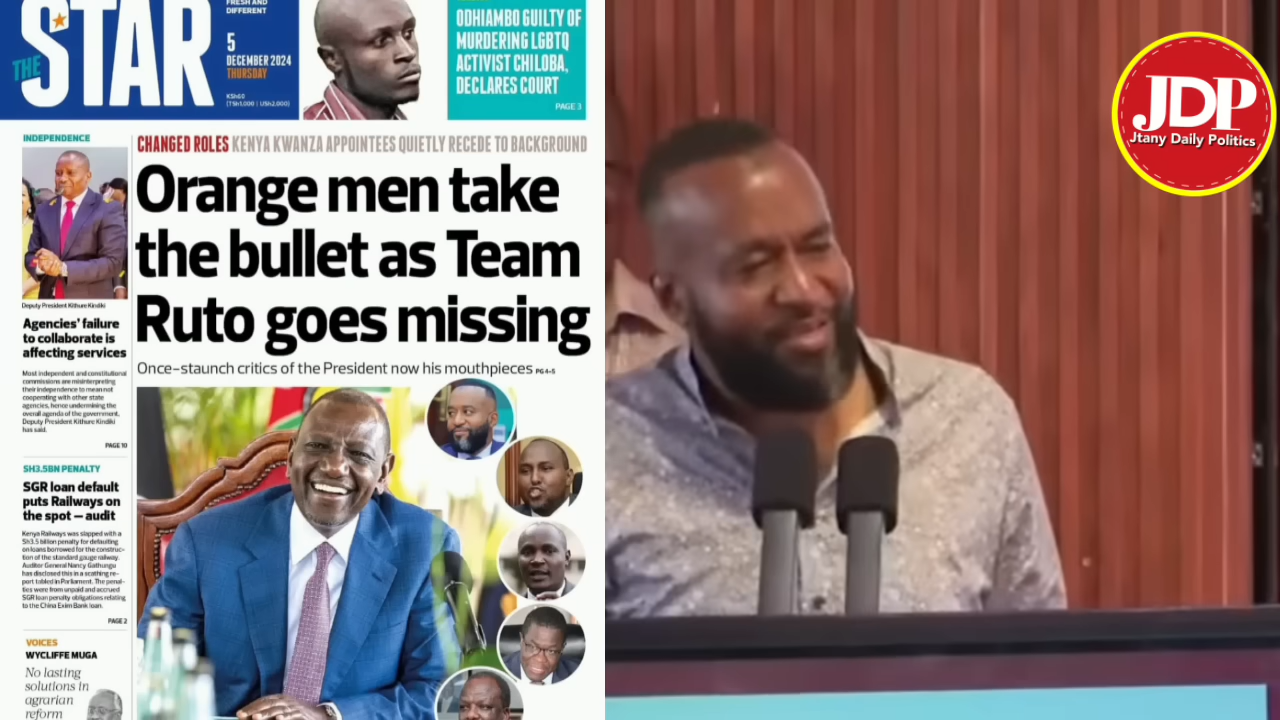 FRESH AND
DIFFERENT
THE STAR
5
DECEMBER 2024
THURSDAY
KSh60
(TSh1,000 | USh2,000)
ODHIAMBO GUILTY OF
MURDERING LGBTQ
ACTIVIST CHILOBA,
DECLARES COURT
PAGE 3
INDEPENDENCE
Deputy President Kithure Kindiki
Agencies' failure
to collaborate is
affecting services
Most independent and constitutional
commissions are misinterpreting
their independence to mean not
cooperating with other state
agencies, hence undermining the
overall agenda of the government,
Deputy President Kithure Kindiki
has said.
PAGE 10
SH3.5BN PENALTY
SGR loan default
puts Railways on
the spot — audit
Kenya Railways was slapped with a
Sh3.5 billion penalty for defaulting
on loans borrowed for the construc-
tion of the standard gauge railway.
Auditor General Nancy Gathungu
has disclosed this in a scathing re-
port tabled in Parliament. The penal-
ties were from unpaid and accrued
SGR loan penalty obligations relating
to the China Exim Bank loan.
PAGE 2
VOICES
WYCLIFFE MUGA
No lasting
solutions in
agrarian
reform
CHANGED ROLES KENYA KWANZA APPOINTEES QUIETLY RECEDE TO BACKGROUND
Orange men take
the bullet as Team
Ruto goes missing
Once-staunch critics of the President now his mouthpieces PG 4-5
JDP
Jtany Daily Politics